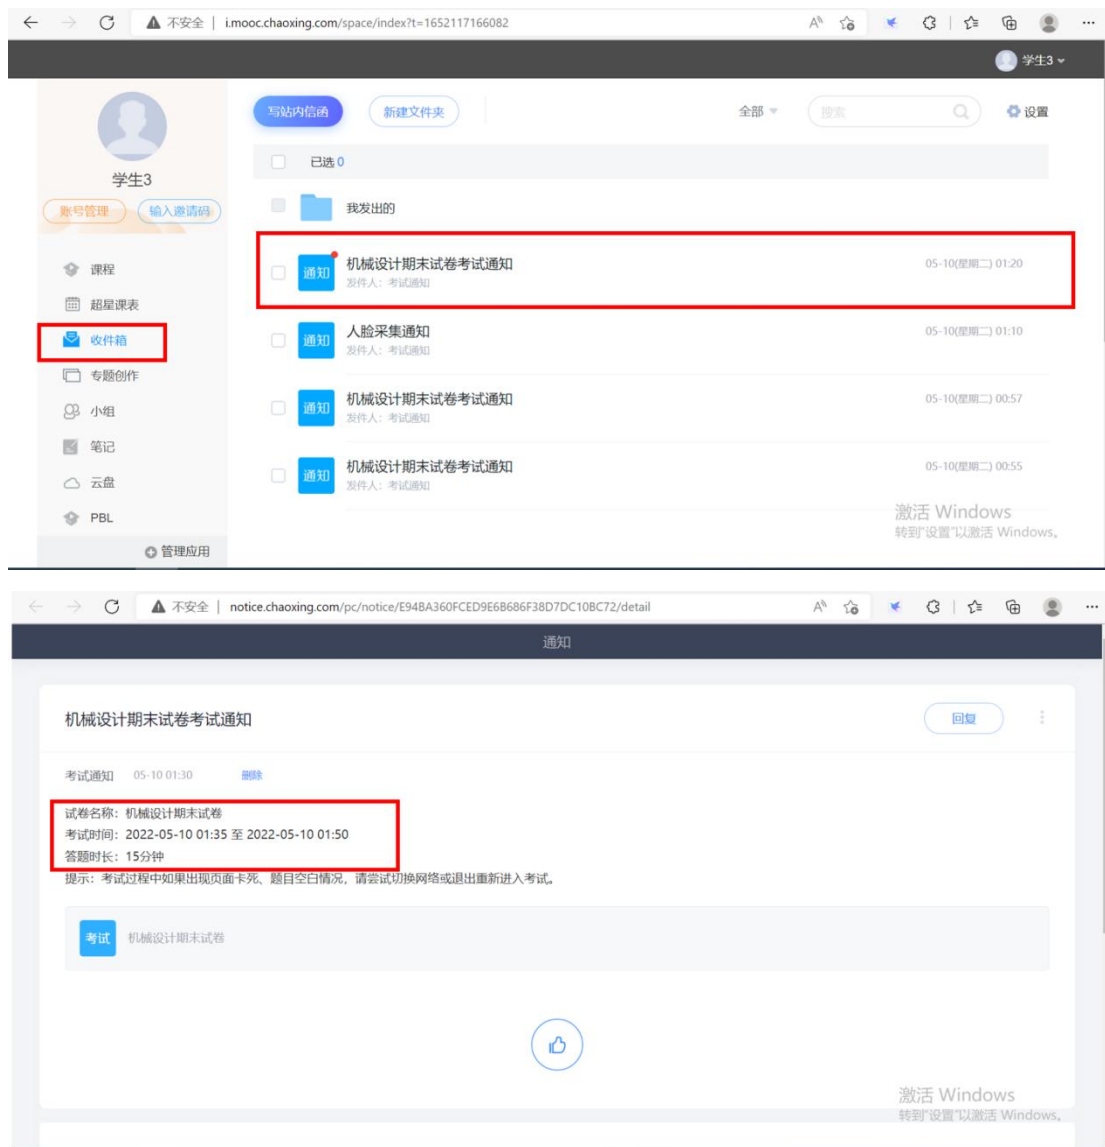 不安全 | i.mooc.chaoxing.com/space/index?t=1652117166082
学生3
写站内信函 新建文件夹 全部 搜索 设置
已选 0
学生3
账号管理 输入邀请码
我发出的
课程
超星课表
收件箱
专题创作
小组
笔记
云盘
PBL
管理应用
通知 机械设计期末试卷考试通知 05-10(星期二) 01:20
发件人：考试通知
通知 人脸采集通知 05-10(星期二) 01:10
发件人：考试通知
通知 机械设计期末试卷考试通知 05-10(星期二) 00:57
发件人：考试通知
通知 机械设计期末试卷考试通知 05-10(星期二) 00:55
发件人：考试通知
激活 Windows
转到"设置"以激活 Windows。
不安全 | notice.chaoxing.com/pc/notice/E94BA360FCED9E6B686F38D7DC10BC72/detail
通知
机械设计期末试卷考试通知 回复
考试通知 05-10 01:30 删除
试卷名称：机械设计期末试卷
考试时间：2022-05-10 01:35 至 2022-05-10 01:50
答题时长：15分钟
提示：考试过程中如果出现页面卡死、题目空白情况，请尝试切换网络或退出重新进入考试。
考试 机械设计期末试卷
激活 Windows
转到"设置"以激活 Windows。